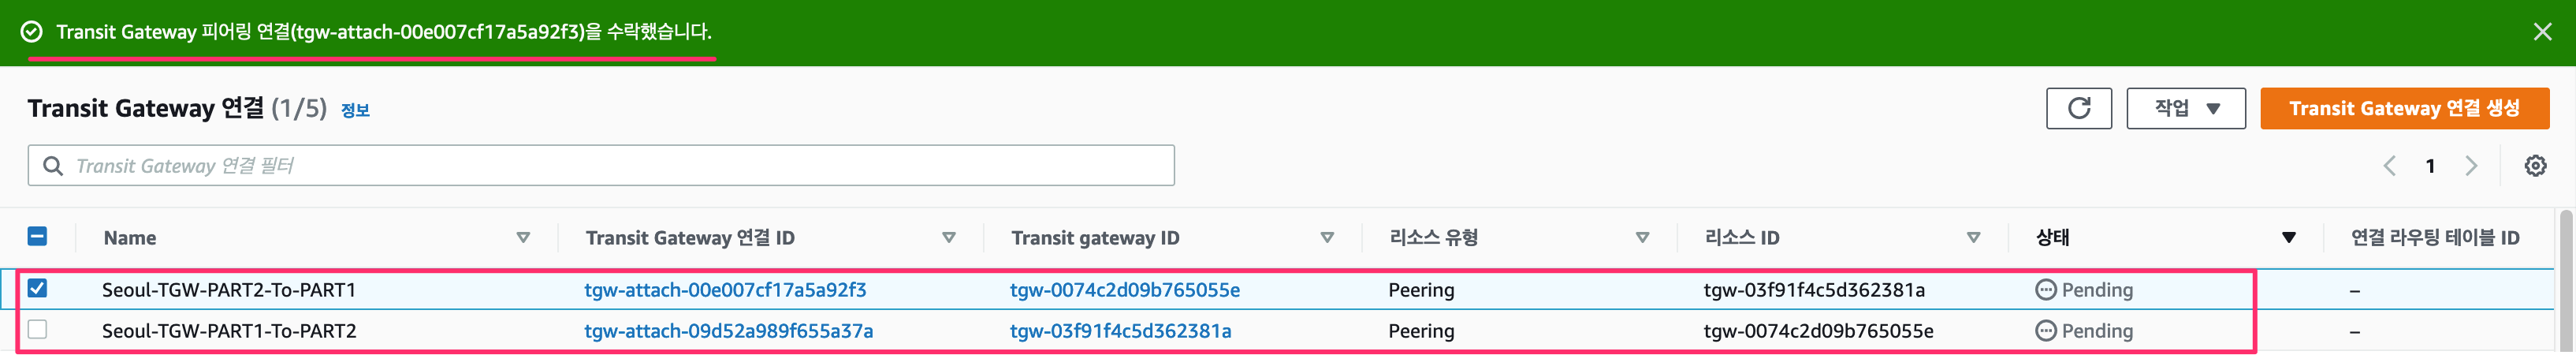 Transit Gateway 피어링 연결(tgw-attach-00e007cf17a5a92f3)을 수락했습니다.
Transit Gateway 연결 (1/5) 정보
작업
Transit Gateway 연결 생성
Transit Gateway 연결 필터
1
Name Transit Gateway 연결 ID Transit gateway ID 리소스 유형 리소스 ID 상태 연결 라우팅 테이블 ID
Seoul-TGW-PART2-To-PART1 tgw-attach-00e007cf17a5a92f3 tgw-0074c2d09b765055e Peering tgw-03f91f4c5d362381a Pending –
Seoul-TGW-PART1-To-PART2 tgw-attach-09d52a989f655a37a tgw-03f91f4c5d362381a Peering tgw-0074c2d09b765055e Pending –